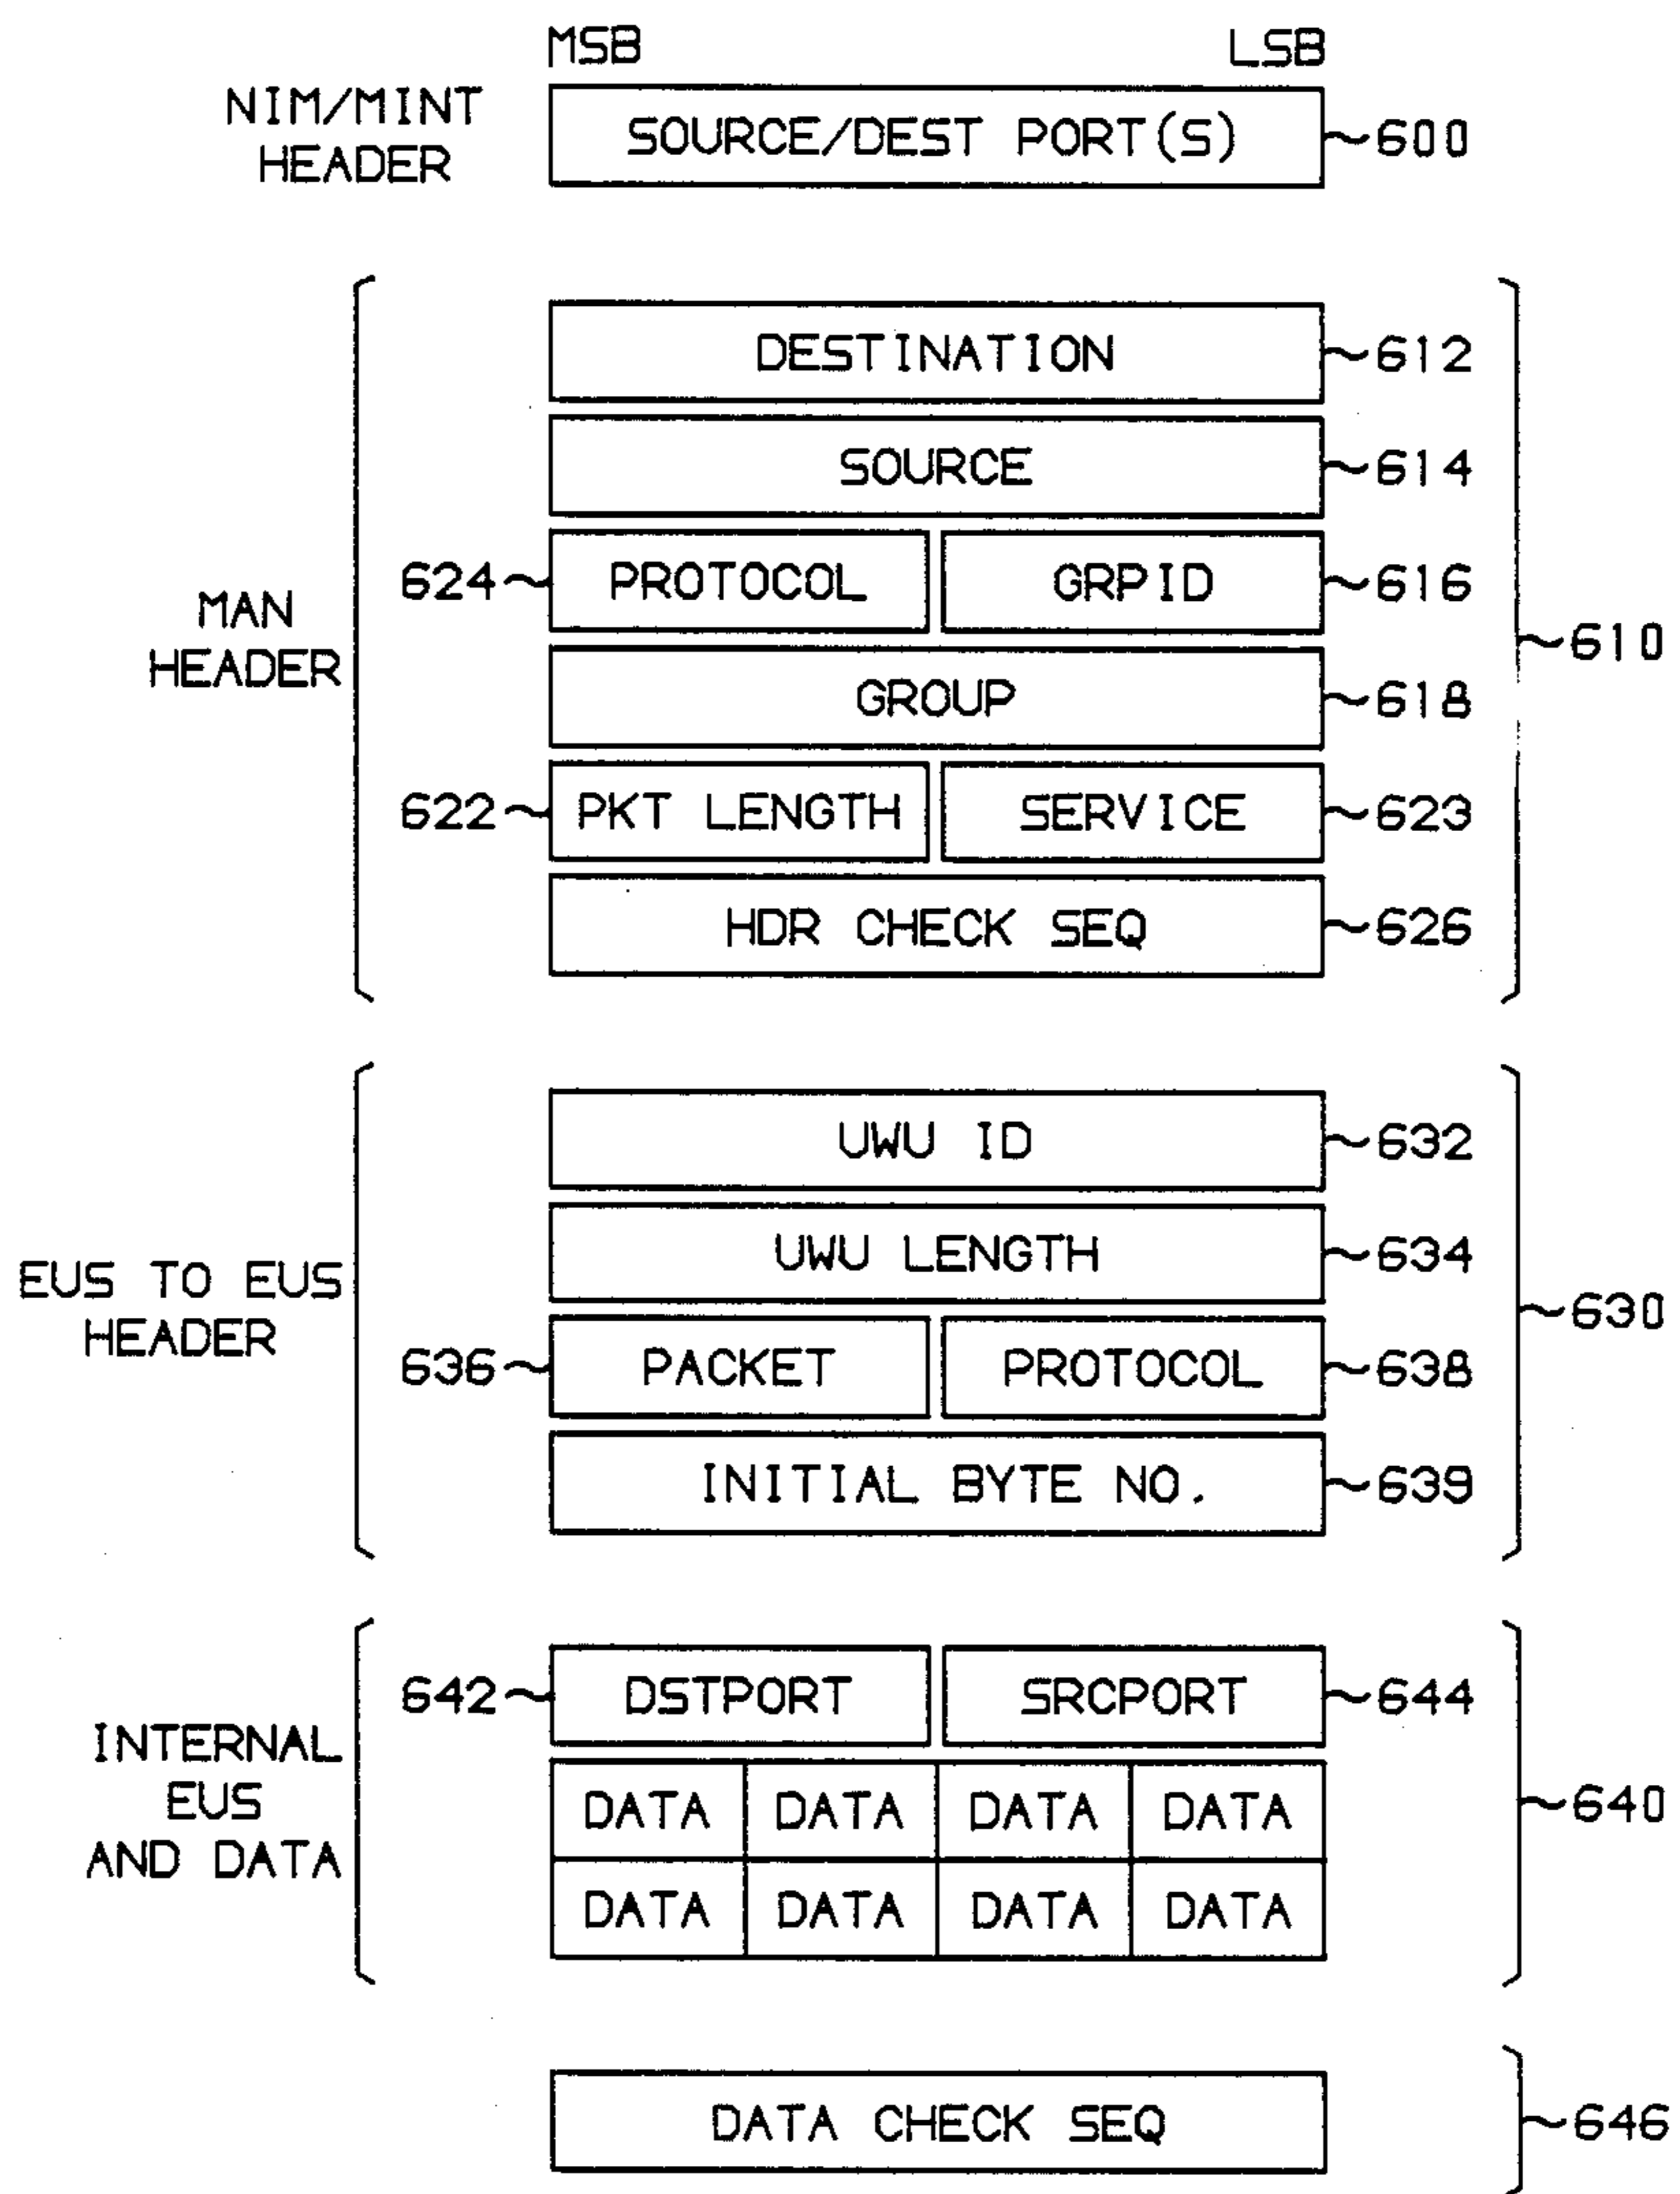 MSB LSB
NIM/MINT
HEADER
SOURCE/DEST PORT(S) 600
MAN
HEADER
DESTINATION 612
SOURCE 614
624 PROTOCOL GRPID 616
GROUP 618
622 PKT LENGTH SERVICE 623
HDR CHECK SEQ 626
610
EUS TO EUS
HEADER
UWU ID 632
UWU LENGTH 634
636 PACKET PROTOCOL 638
INITIAL BYTE NO. 639
630
INTERNAL
EUS
AND DATA
642 DSTPORT SRCPORT 644
DATA DATA DATA DATA
DATA DATA DATA DATA
640
DATA CHECK SEQ 646